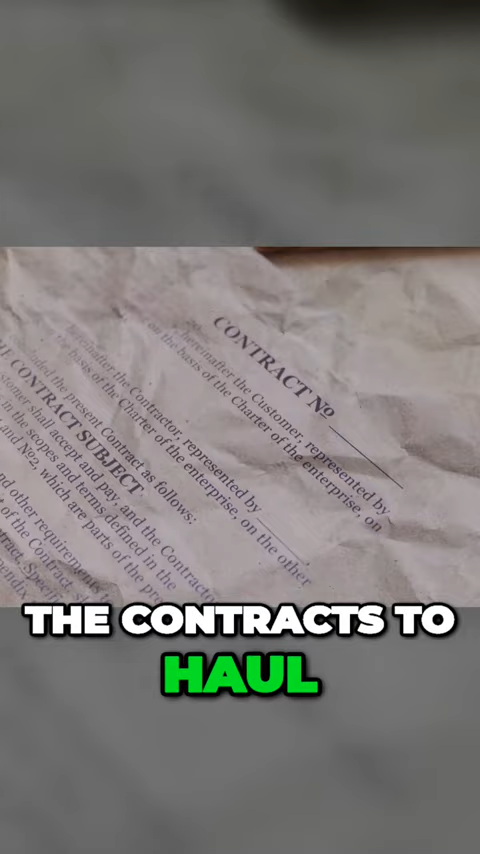 CONTRACT №
hereinafter the Customer, represented by
on the basis of the Charter of the enterprise, on
hereinafter the Contractor, represented by
the basis of the Charter of the enterprise, on the other
the present Contract as follows:
CONTRACT SUBJECT
shall accept and pay, and the
in the scopes and terms defined in the
and №2, which are parts of the
other requirements
of the Contract
THE CONTRACTS TO
HAUL